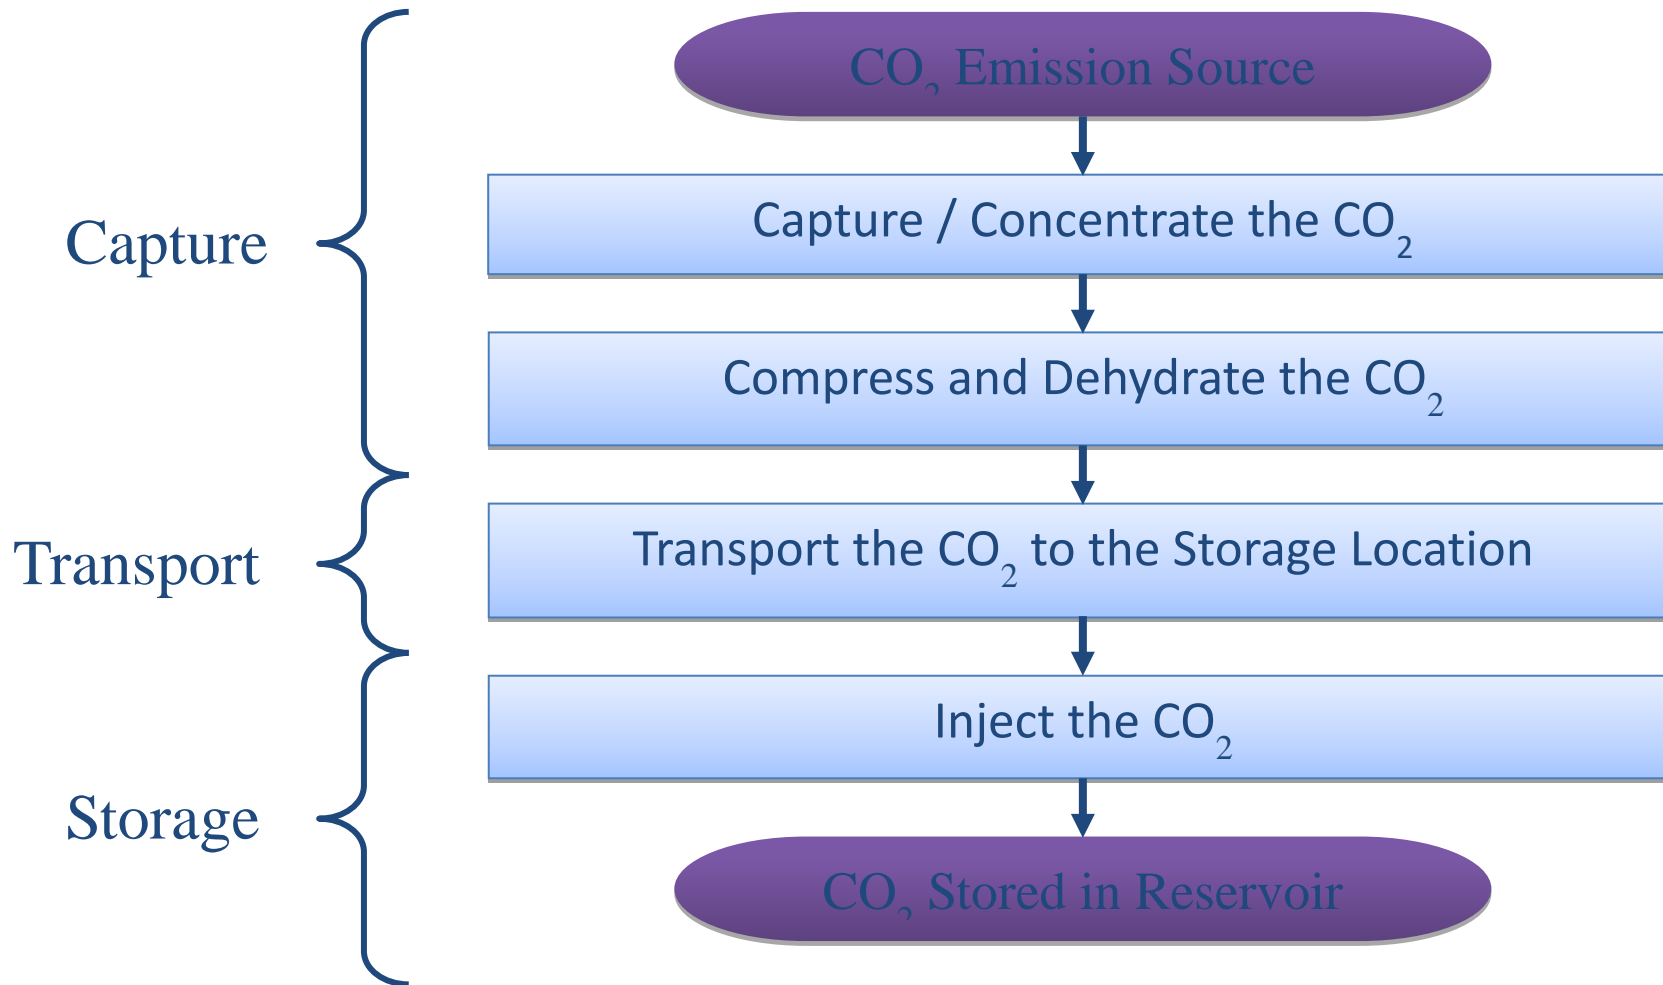 CO₂ Emission Source
Capture
Capture / Concentrate the CO₂
Compress and Dehydrate the CO₂
Transport
Transport the CO₂ to the Storage Location
Inject the CO₂
Storage
CO₂ Stored in Reservoir